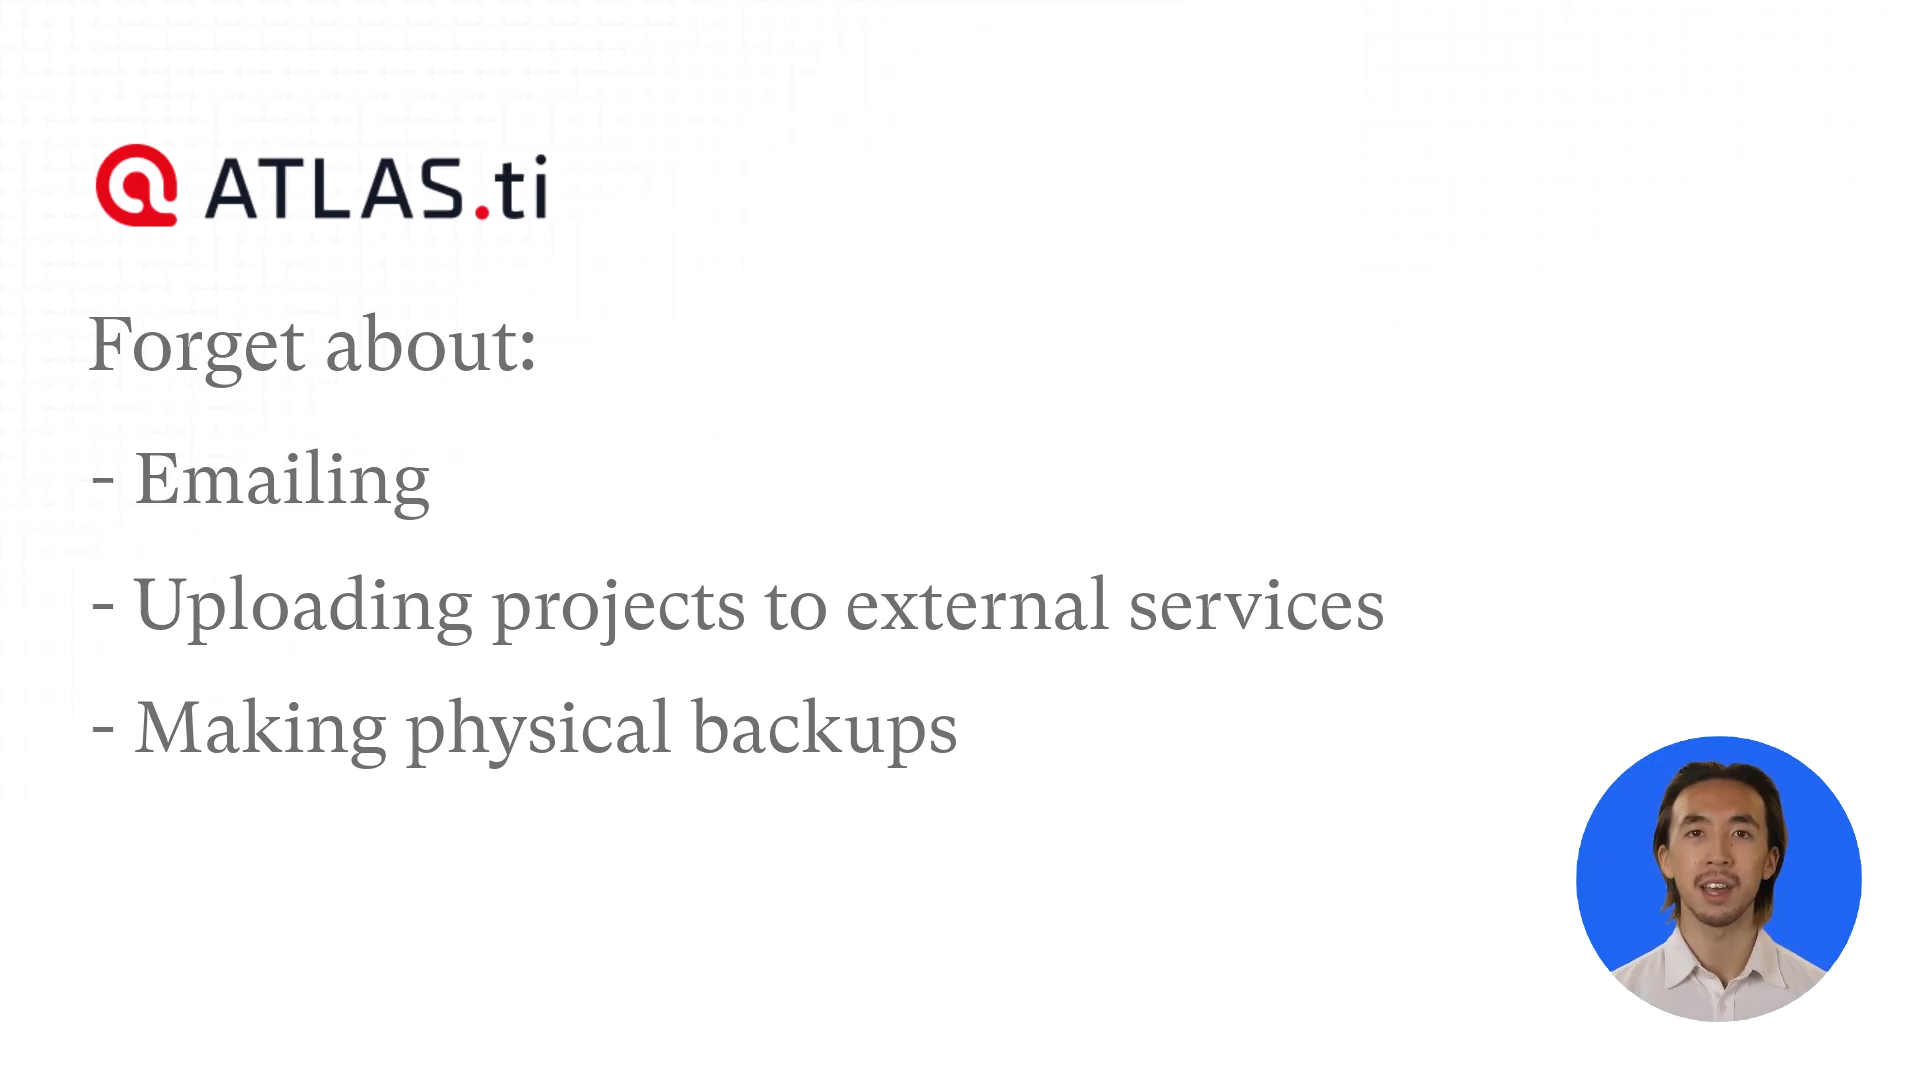 ATLAS.ti
Forget about:
- Emailing
- Uploading projects to external services
- Making physical backups